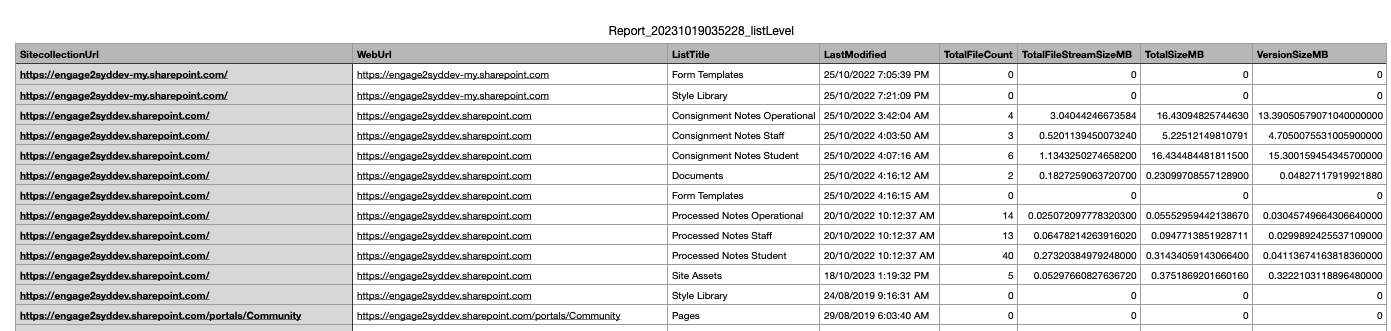 Report_20231019035228_listLevel
SitecollectionUrl WebUrl ListTitle LastModified TotalFileCount TotalFileStreamSizeMB TotalSizeMB VersionSizeMB
https://engage2syddev-my.sharepoint.com/ https://engage2syddev-my.sharepoint.com Form Templates 25/10/2022 7:05:39 PM 0 0 0 0
https://engage2syddev-my.sharepoint.com/ https://engage2syddev-my.sharepoint.com Style Library 25/10/2022 7:21:09 PM 0 0 0 0
https://engage2syddev.sharepoint.com/ https://engage2syddev.sharepoint.com Consignment Notes Operational 25/10/2022 3:42:04 AM 4 3.04044246673584 16.43094825744630 13.39050579071040000000
https://engage2syddev.sharepoint.com/ https://engage2syddev.sharepoint.com Consignment Notes Staff 25/10/2022 4:03:50 AM 3 0.5201139450073240 5.22512149810791 4.7050075531005900000
https://engage2syddev.sharepoint.com/ https://engage2syddev.sharepoint.com Consignment Notes Student 25/10/2022 4:07:16 AM 6 1.1343250274658200 16.434484481811500 15.300159454345700000
https://engage2syddev.sharepoint.com/ https://engage2syddev.sharepoint.com Documents 25/10/2022 4:16:12 AM 2 0.1827259063720700 0.23099708557128900 0.04827117919921880
https://engage2syddev.sharepoint.com/ https://engage2syddev.sharepoint.com Form Templates 25/10/2022 4:16:15 AM 0 0 0 0
https://engage2syddev.sharepoint.com/ https://engage2syddev.sharepoint.com Processed Notes Operational 20/10/2022 10:12:37 AM 14 0.025072097778320300 0.05552959442138670 0.03045749664306640000
https://engage2syddev.sharepoint.com/ https://engage2syddev.sharepoint.com Processed Notes Staff 20/10/2022 10:12:37 AM 13 0.06478214263916020 0.0947713851928711 0.0299892425537109000
https://engage2syddev.sharepoint.com/ https://engage2syddev.sharepoint.com Processed Notes Student 20/10/2022 10:12:37 AM 40 0.27320384979248000 0.31434059143066400 0.0411367416381836000
https://engage2syddev.sharepoint.com/ https://engage2syddev.sharepoint.com Site Assets 18/10/2023 1:19:32 PM 5 0.05297660827636720 0.375186920166160 0.3222103118896480000
https://engage2syddev.sharepoint.com/ https://engage2syddev.sharepoint.com Style Library 24/08/2019 9:16:31 AM 0 0 0 0
https://engage2syddev.sharepoint.com/portals/Community https://engage2syddev.sharepoint.com/portals/Community Pages 29/08/2019 6:03:40 AM 0 0 0 0